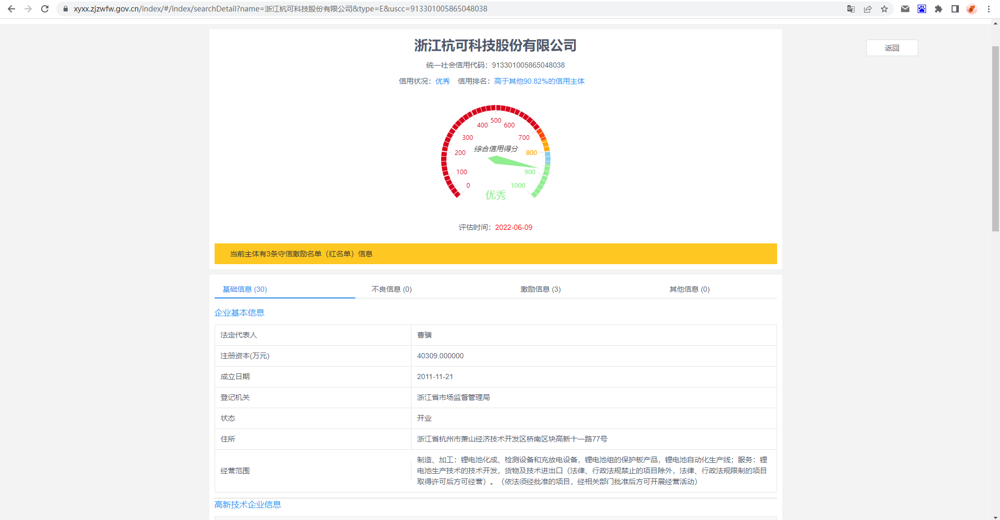 xyxx.zjzwfw.gov.cn/index/#/index/searchDetail?name=浙江杭可科技股份有限公司&type=E&uscc=913301005865048038
浙江杭可科技股份有限公司
返回
统一社会信用代码：913301005865048038
信用状况：优秀 信用排名：高于其他90.82%的信用主体
0
100
200
300
400
500
600
700
800
900
1000
综合信用得分
优秀
评估时间：2022-06-09
当前主体有3条守信激励名单（红名单）信息
基础信息 (30) 不良信息 (0) 激励信息 (3) 其他信息 (0)
企业基本信息
法定代表人 曹骥
注册资本(万元) 40309.000000
成立日期 2011-11-21
登记机关 浙江省市场监督管理局
状态 开业
住所 浙江省杭州市萧山经济技术开发区桥南区块高新十一路77号
经营范围 制造、加工：锂电池化成、检测设备和充放电设备，锂电池组的保护板产品，锂电池自动化生产线；服务：锂
电池生产技术的技术开发，货物及技术进出口（法律、行政法规禁止的项目除外，法律、行政法规限制的项目
取得许可后方可经营）。（依法须经批准的项目，经相关部门批准后方可开展经营活动）
高新技术企业信息